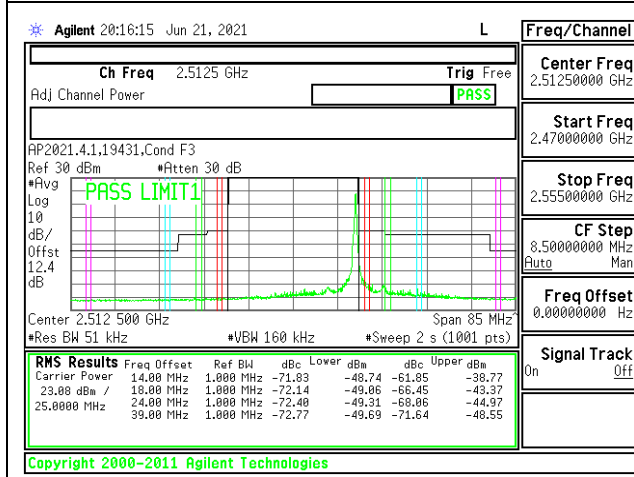 Agilent 20:16:15 Jun 21, 2021 L
Freq/Channel
Ch Freq 2.5125 GHz Trig Free
Adj Channel Power PASS
AP2021.4.1,19431,Cond F3
Ref 30 dBm #Atten 30 dB
#Avg
Log
10
dB/
Offst
12.4
dB
PASS LIMIT1
Center 2.512 500 GHz Span 85 MHz^
#Res BW 51 kHz #VBW 160 kHz #Sweep 2 s (1001 pts)
RMS Results Freq Offset Ref BW dBc Lower dBm dBc Upper dBm
Carrier Power 14.00 MHz 1.000 MHz -71.83 -48.74 -61.85 -38.77
23.08 dBm / 18.00 MHz 1.000 MHz -72.14 -49.06 -66.45 -43.37
25.0000 MHz 24.00 MHz 1.000 MHz -72.40 -49.31 -68.06 -44.97
39.00 MHz 1.000 MHz -72.77 -49.69 -71.64 -48.55
Copyright 2000-2011 Agilent Technologies
Center Freq
2.51250000 GHz
Start Freq
2.47000000 GHz
Stop Freq
2.55500000 GHz
CF Step
8.50000000 MHz
Auto Man
Freq Offset
0.00000000 Hz
Signal Track
On Off